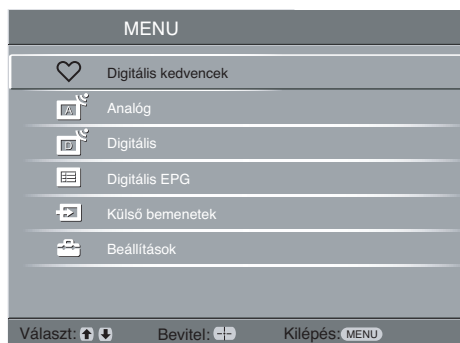 MENU
Digitális kedvencek
A Analóg
D Digitális
Digitális EPG
Külső bemenetek
Beállítások
Választ: Bevitel: Kilépés: MENU